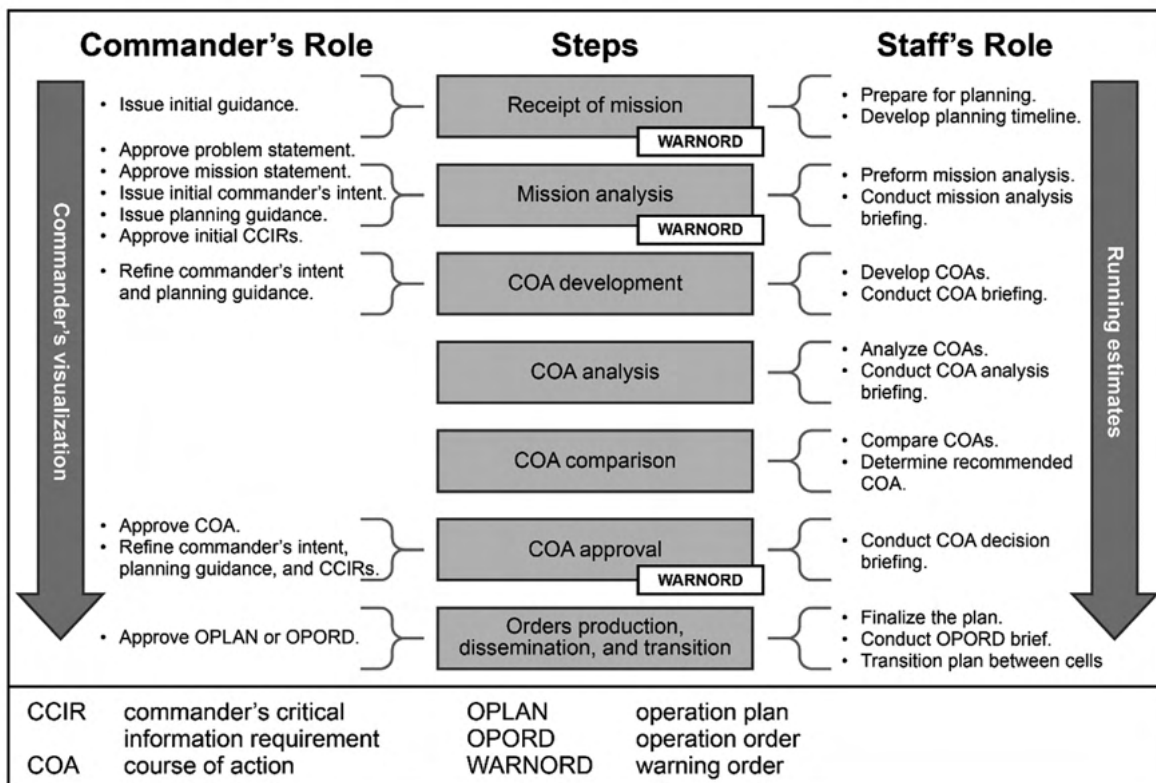 Commander's Role
Steps
Staff's Role
Commander's visualization
Running estimates
• Issue initial guidance.
Receipt of mission
WARNORD
• Prepare for planning.
• Develop planning timeline.
• Approve problem statement.
• Approve mission statement.
• Issue initial commander's intent.
• Issue planning guidance.
• Approve initial CCIRs.
Mission analysis
WARNORD
• Preform mission analysis.
• Conduct mission analysis
briefing.
• Refine commander's intent
and planning guidance.
COA development
• Develop COAs.
• Conduct COA briefing.
COA analysis
• Analyze COAs.
• Conduct COA analysis
briefing.
COA comparison
• Compare COAs.
• Determine recommended
COA.
• Approve COA.
• Refine commander's intent,
planning guidance, and CCIRs.
COA approval
WARNORD
• Conduct COA decision
briefing.
• Approve OPLAN or OPORD.
Orders production,
dissemination, and transition
• Finalize the plan.
• Conduct OPORD brief.
• Transition plan between cells
CCIR commander's critical
information requirement
COA course of action
OPLAN operation plan
OPORD operation order
WARNORD warning order